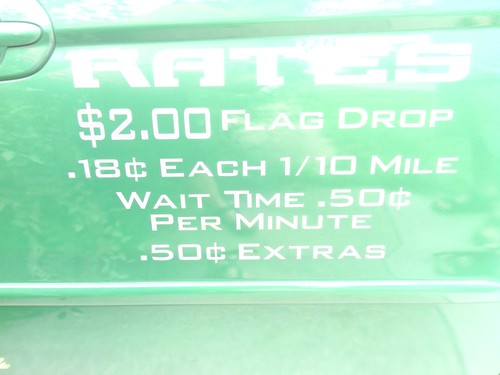 RATES
$2.00 FLAG DROP
.18¢ EACH 1/10 MILE
WAIT TIME .50¢
PER MINUTE
.50¢ EXTRAS